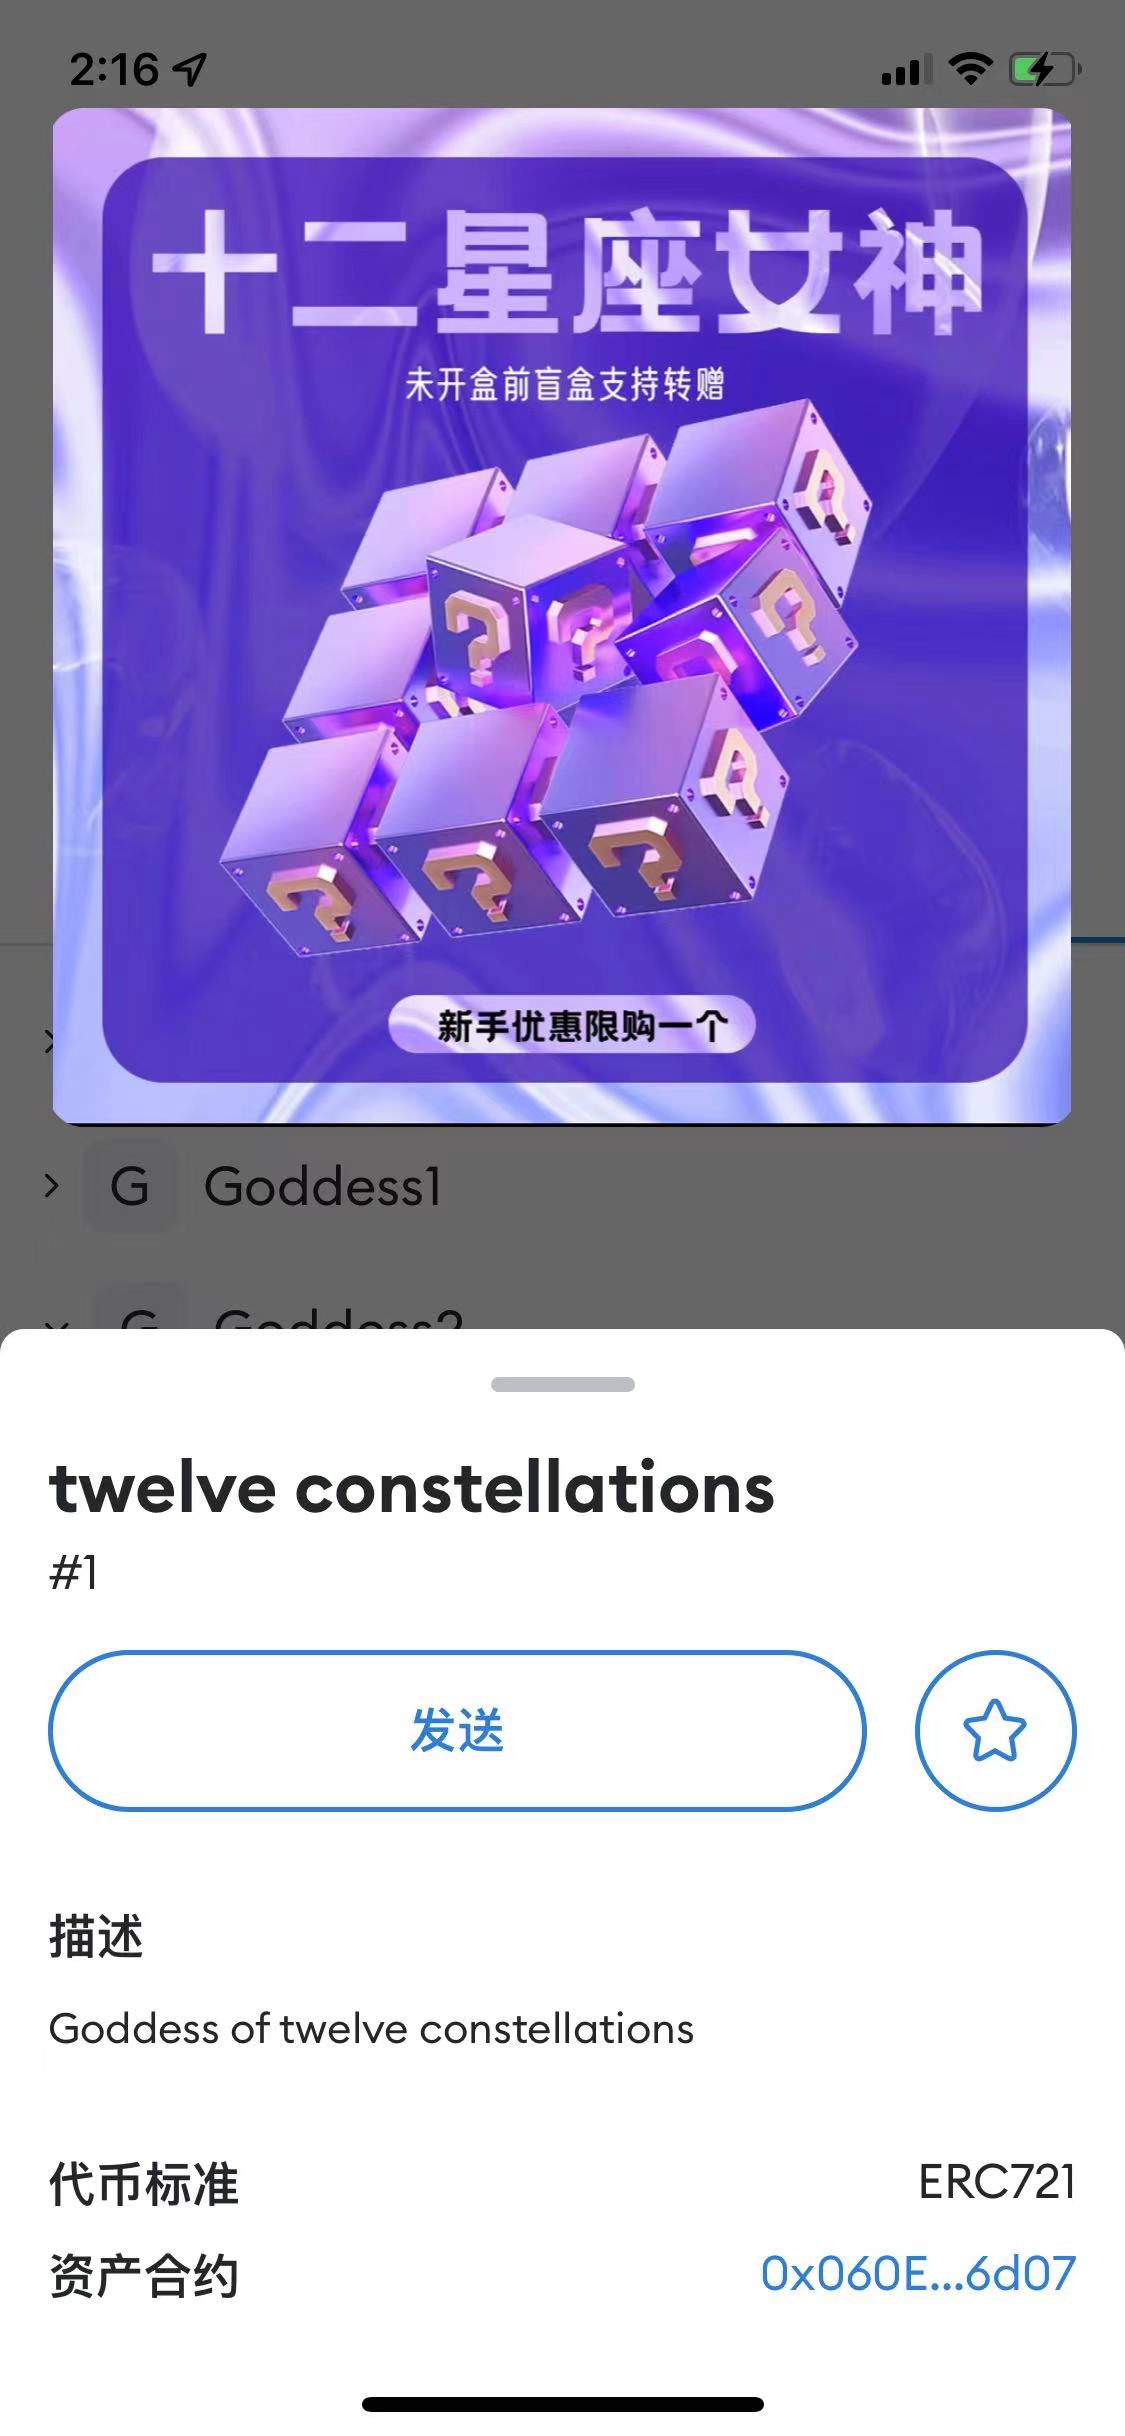 2:16
十二星座女神
未开盒前盲盒支持转赠
新手优惠限购一个
G Goddess1
G Goddess2
twelve constellations
#1
发送
描述
Goddess of twelve constellations
代币标准 ERC721
资产合约 0x060E...6d07